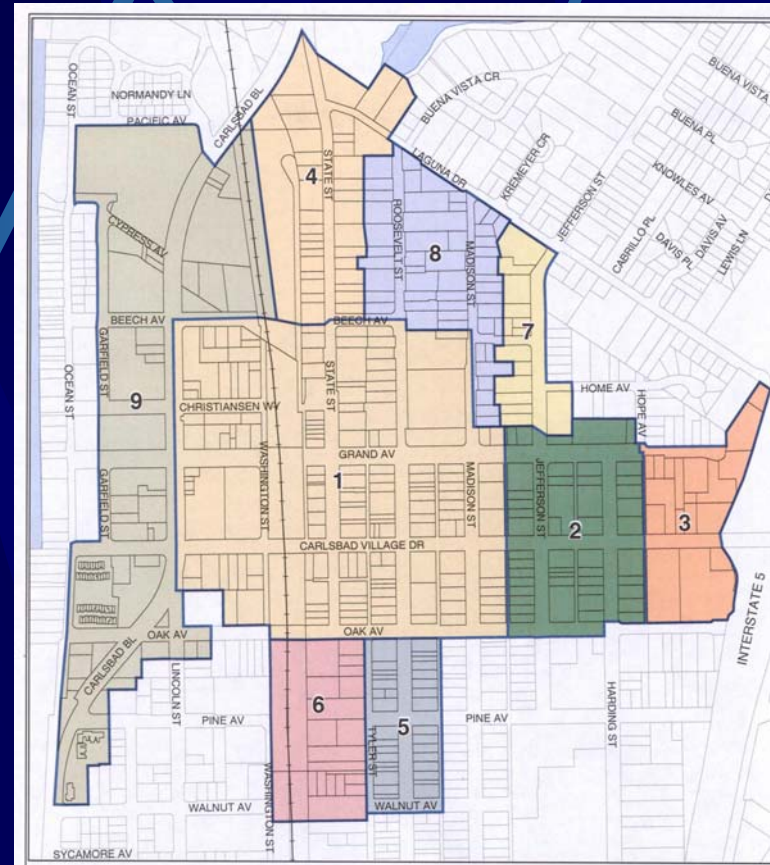 OCEAN ST
NORMANDY LN
PACIFIC AV
CARLSBAD BL
BUENA VISTA CR
BUENA VISTA
BUENA PL
KNOWLES AV
LAGUNA DR
KREMEYER CR
JEFFERSON ST
CABRILLO PL
DAVIS PL
DAVIS AV
LEWIS LN
STATE ST
4
ROOSEVELT ST
8
MADISON ST
CYPRESS AV
7
BEECH AV
BEECH AV
GARFIELD ST
OCEAN ST
9
STATE ST
HOME AV
HOPE AV
CHRISTIANSEN WY
WASHINGTON ST
GRAND AV
1
MADISON ST
JEFFERSON ST
2
3
GARFIELD ST
CARLSBAD VILLAGE DR
INTERSTATE 5
OAK AV
OAK AV
CARLSBAD BL
LINCOLN ST
6
5
HARDING ST
PINE AV
PINE AV
TYLER ST
WASHINGTON ST
WALNUT AV
WALNUT AV
SYCAMORE AV